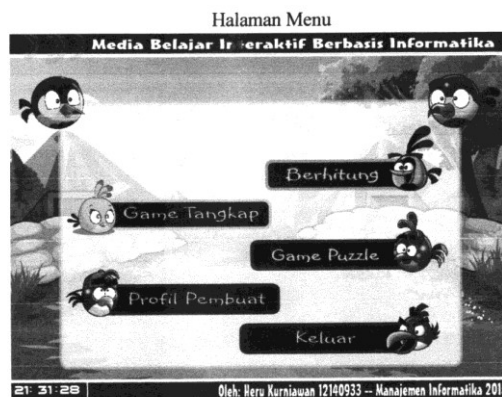 Halaman Menu
Media Belajar Interaktif Berbasis Informatika
Berhitung
Game Tangkap
Game Puzzle
Profil Pembuat
Keluar
21: 31:28
Oleh: Heru Kurniawan 12140933 -- Manajemen Informatika 201